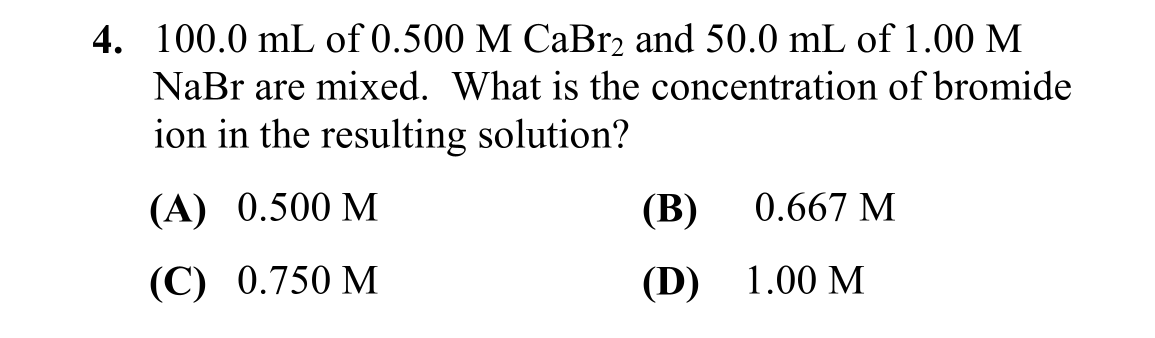 4. 100.0 mL of 0.500 M CaBr₂ and 50.0 mL of 1.00 M
NaBr are mixed. What is the concentration of bromide
ion in the resulting solution?
(A) 0.500 M (B) 0.667 M
(C) 0.750 M (D) 1.00 M